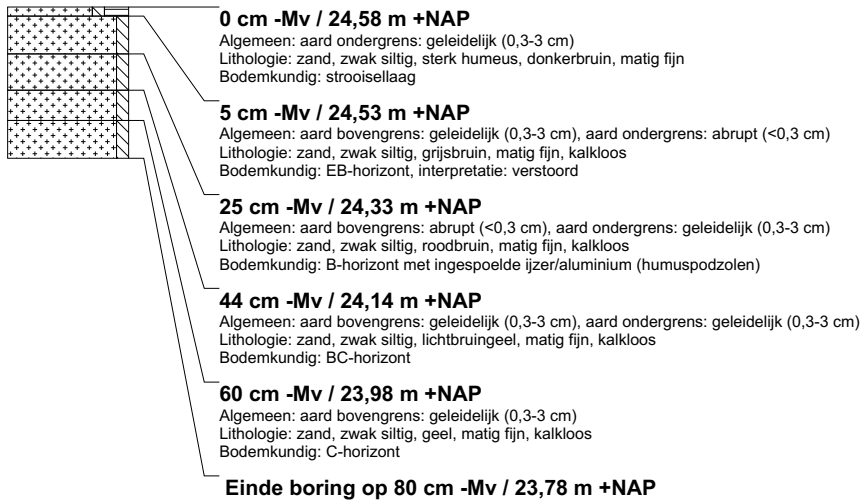 0 cm -Mv / 24,58 m +NAP
Algemeen: aard ondergrens: geleidelijk (0,3-3 cm)
Lithologie: zand, zwak siltig, sterk humeus, donkerbruin, matig fijn
Bodemkundig: strooisellaag
5 cm -Mv / 24,53 m +NAP
Algemeen: aard bovengrens: geleidelijk (0,3-3 cm), aard ondergrens: abrupt (<0,3 cm)
Lithologie: zand, zwak siltig, grijsbruin, matig fijn, kalkloos
Bodemkundig: EB-horizont, interpretatie: verstoord
25 cm -Mv / 24,33 m +NAP
Algemeen: aard bovengrens: abrupt (<0,3 cm), aard ondergrens: geleidelijk (0,3-3 cm)
Lithologie: zand, zwak siltig, roodbruin, matig fijn, kalkloos
Bodemkundig: B-horizont met ingespoelde ijzer/aluminium (humuspodzolen)
44 cm -Mv / 24,14 m +NAP
Algemeen: aard bovengrens: geleidelijk (0,3-3 cm), aard ondergrens: geleidelijk (0,3-3 cm)
Lithologie: zand, zwak siltig, lichtbruingeel, matig fijn, kalkloos
Bodemkundig: BC-horizont
60 cm -Mv / 23,98 m +NAP
Algemeen: aard bovengrens: geleidelijk (0,3-3 cm)
Lithologie: zand, zwak siltig, geel, matig fijn, kalkloos
Bodemkundig: C-horizont
Einde boring op 80 cm -Mv / 23,78 m +NAP